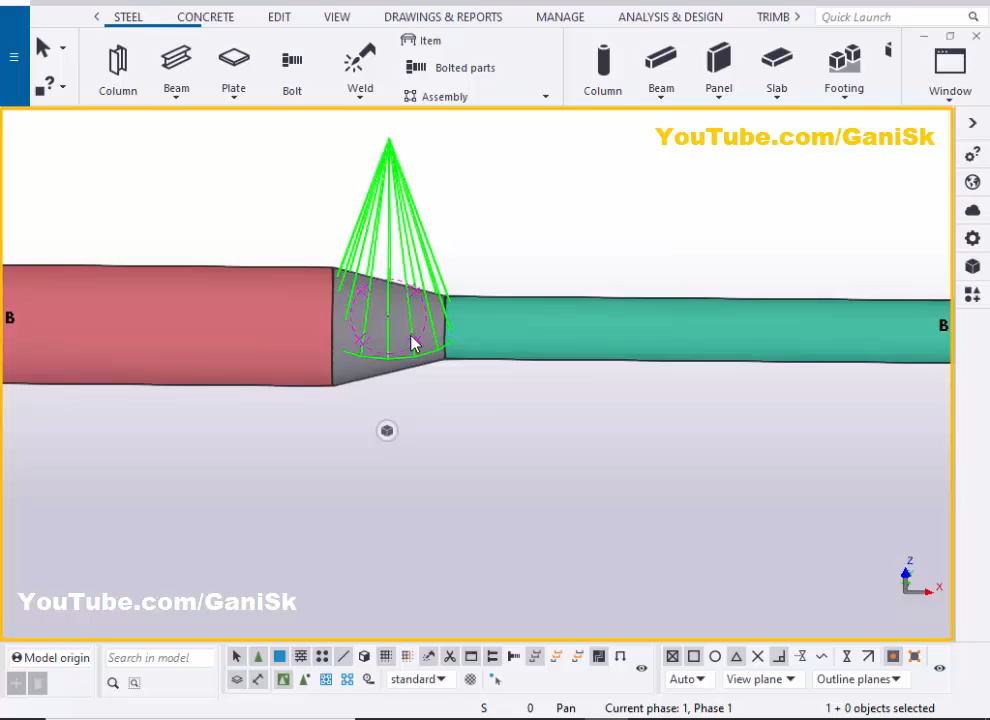 STEEL CONCRETE EDIT VIEW DRAWINGS & REPORTS MANAGE ANALYSIS & DESIGN TRIMB Quick Launch
Item
Bolted parts
Column Beam Plate Bolt Weld Assembly Column Beam Panel Slab Footing Window
YouTube.com/GaniSk
B
B
Z
X
YouTube.com/GaniSk
Model origin Search in model
standard Auto View plane Outline planes
S 0 Pan Current phase: 1, Phase 1 1 + 0 objects selected